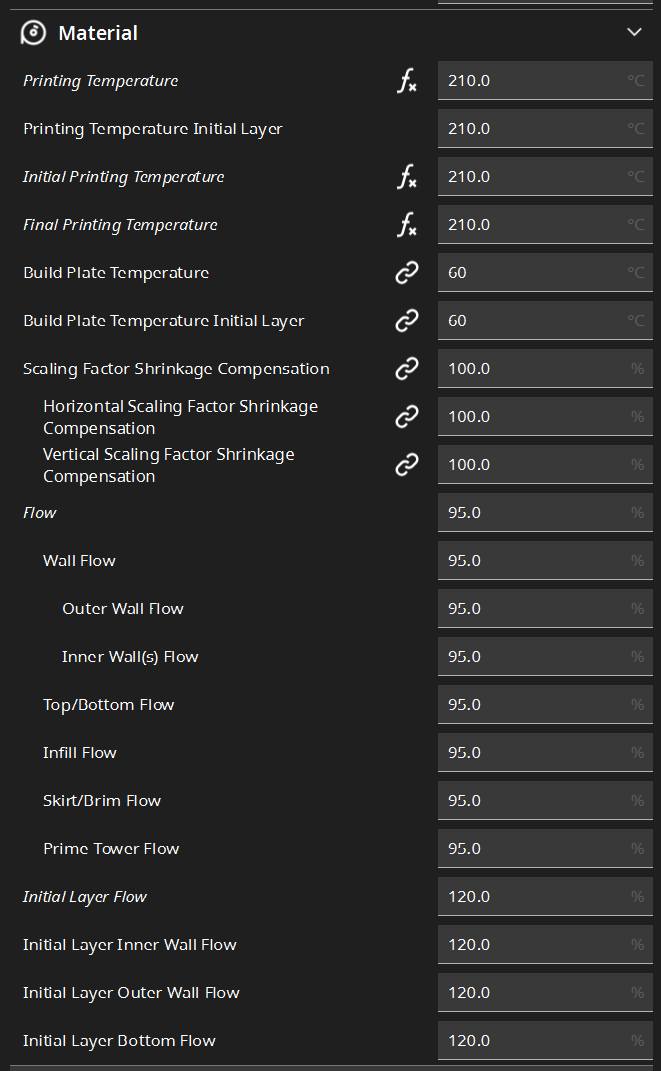 Material
Printing Temperature 210.0 °C
Printing Temperature Initial Layer 210.0 °C
Initial Printing Temperature 210.0 °C
Final Printing Temperature 210.0 °C
Build Plate Temperature 60 °C
Build Plate Temperature Initial Layer 60 °C
Scaling Factor Shrinkage Compensation 100.0 %
Horizontal Scaling Factor Shrinkage
Compensation 100.0 %
Vertical Scaling Factor Shrinkage
Compensation 100.0 %
Flow 95.0 %
Wall Flow 95.0 %
Outer Wall Flow 95.0 %
Inner Wall(s) Flow 95.0 %
Top/Bottom Flow 95.0 %
Infill Flow 95.0 %
Skirt/Brim Flow 95.0 %
Prime Tower Flow 95.0 %
Initial Layer Flow 120.0 %
Initial Layer Inner Wall Flow 120.0 %
Initial Layer Outer Wall Flow 120.0 %
Initial Layer Bottom Flow 120.0 %